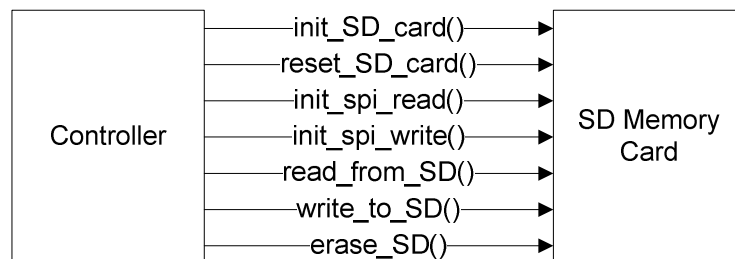 init_SD_card()
reset_SD_card()
init_spi_read()
init_spi_write()
read_from_SD()
write_to_SD()
erase_SD()
Controller
SD Memory
Card